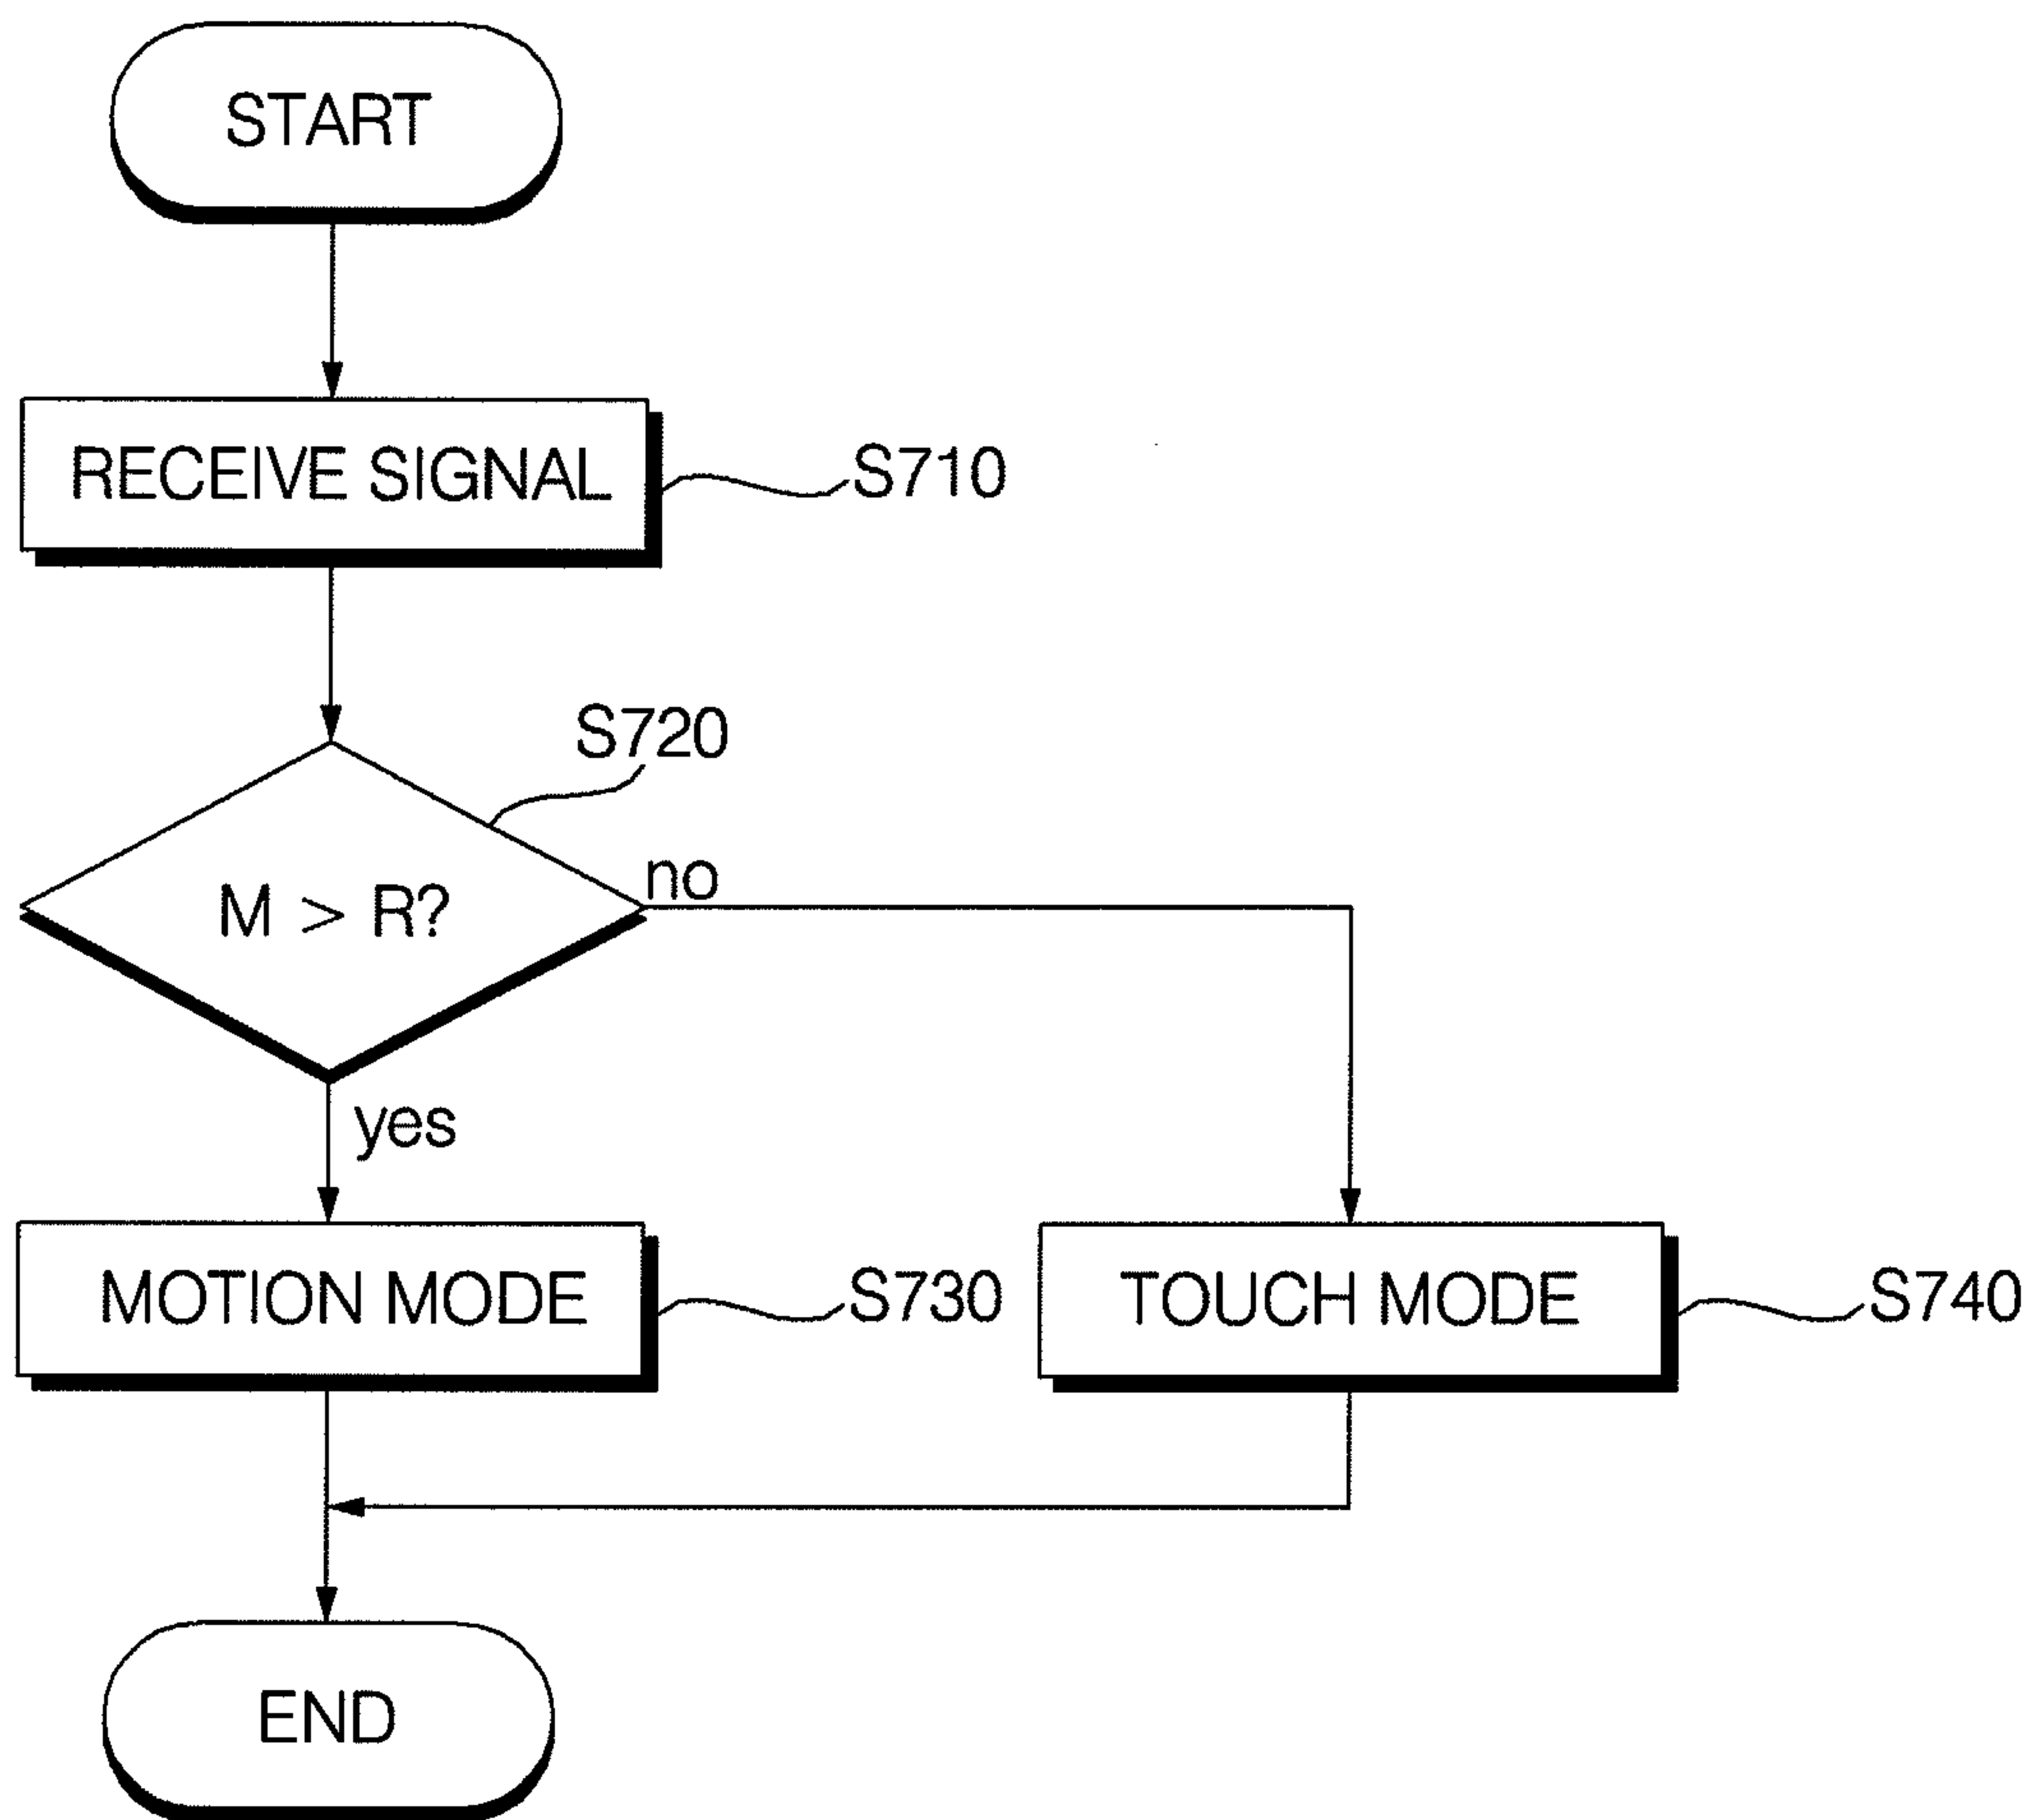 START
RECEIVE SIGNAL
S710
S720
M > R?
no
yes
MOTION MODE
S730
TOUCH MODE
S740
END